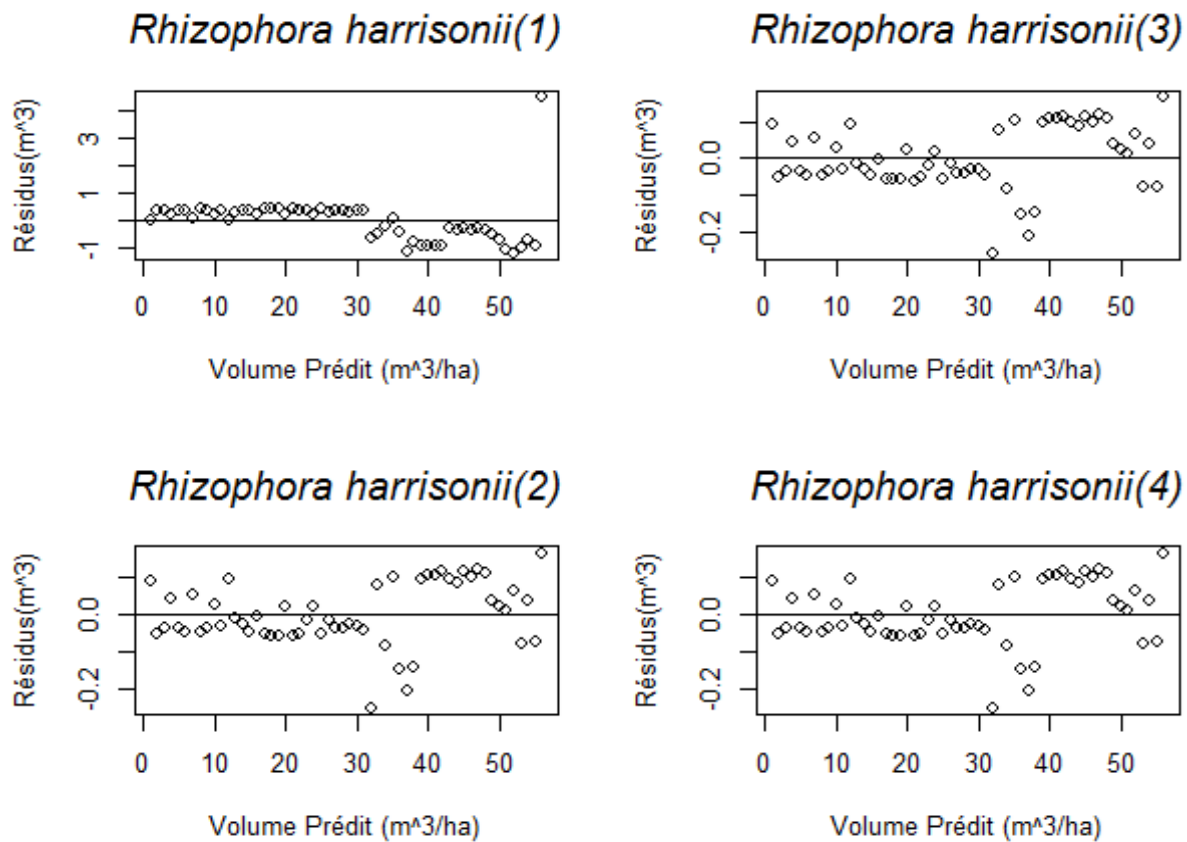 Rhizophora harrisonii(1)
Résidus(m^3)
3
1
-1
0 10 20 30 40 50
Volume Prédit (m^3/ha)
Rhizophora harrisonii(3)
Résidus(m^3)
0.0
-0.2
0 10 20 30 40 50
Volume Prédit (m^3/ha)
Rhizophora harrisonii(2)
Résidus(m^3)
0.0
-0.2
0 10 20 30 40 50
Volume Prédit (m^3/ha)
Rhizophora harrisonii(4)
Résidus(m^3)
0.0
-0.2
0 10 20 30 40 50
Volume Prédit (m^3/ha)